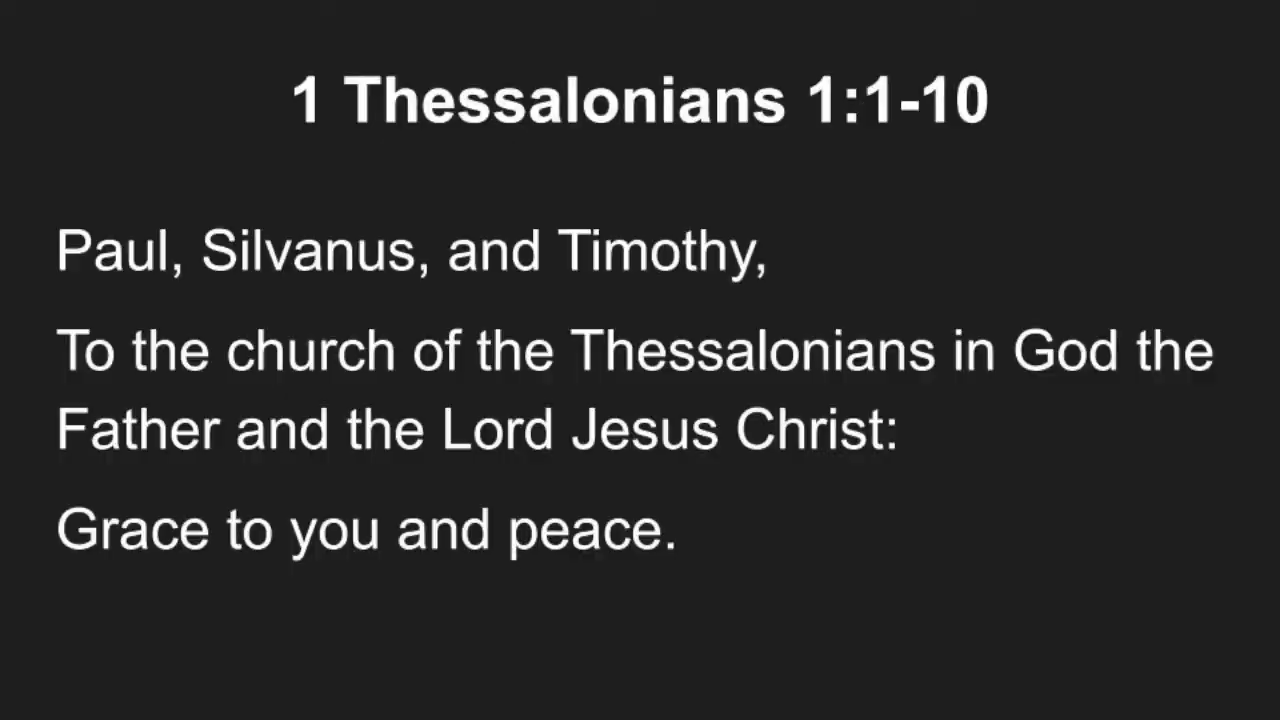 1 Thessalonians 1:1-10
Paul, Silvanus, and Timothy,
To the church of the Thessalonians in God the
Father and the Lord Jesus Christ:
Grace to you and peace.